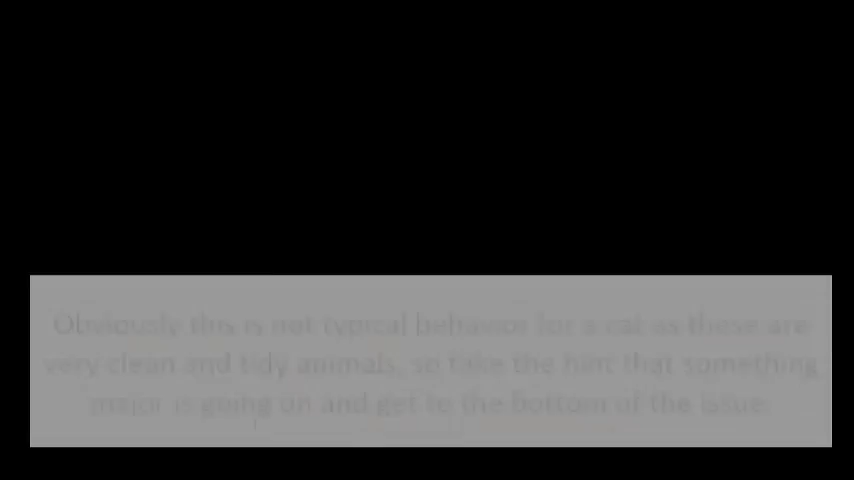 Obviously this is not typical behavior for a cat as these are
very clean and tidy animals, so take the hint that something
major is going on and get to the bottom of the issue.